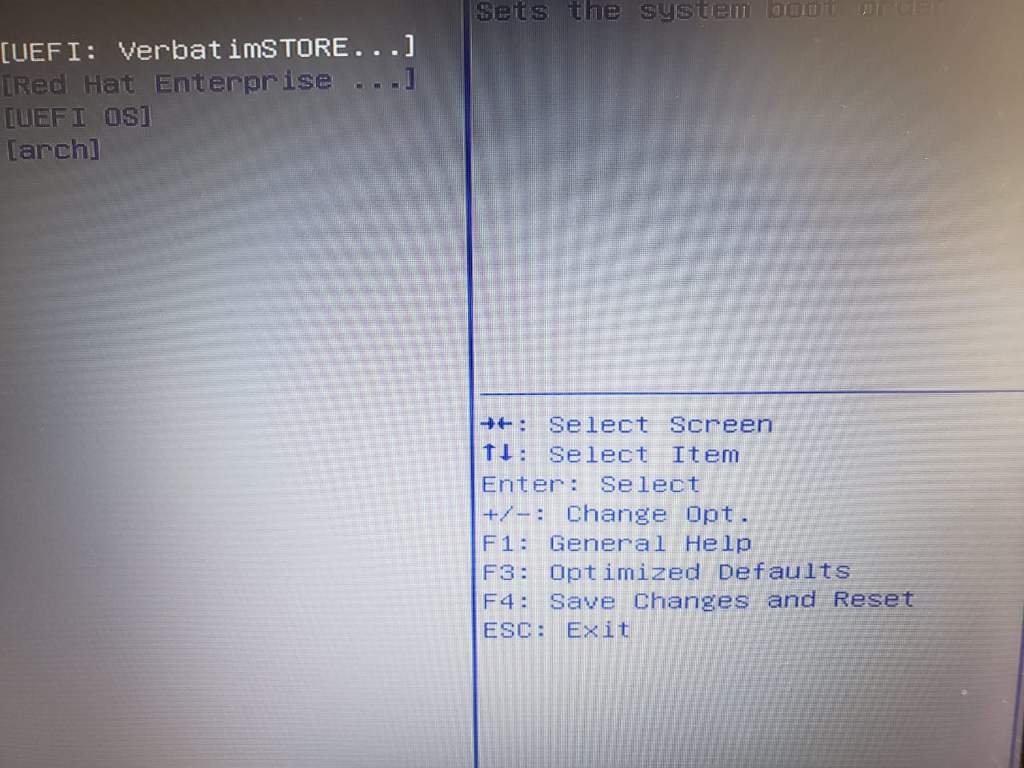 Sets the system boot order
[UEFI: VerbatimSTORE...]
[Red Hat Enterprise ...]
[UEFI OS]
[arch]
→←: Select Screen
↑↓: Select Item
Enter: Select
+/-: Change Opt.
F1: General Help
F3: Optimized Defaults
F4: Save Changes and Reset
ESC: Exit